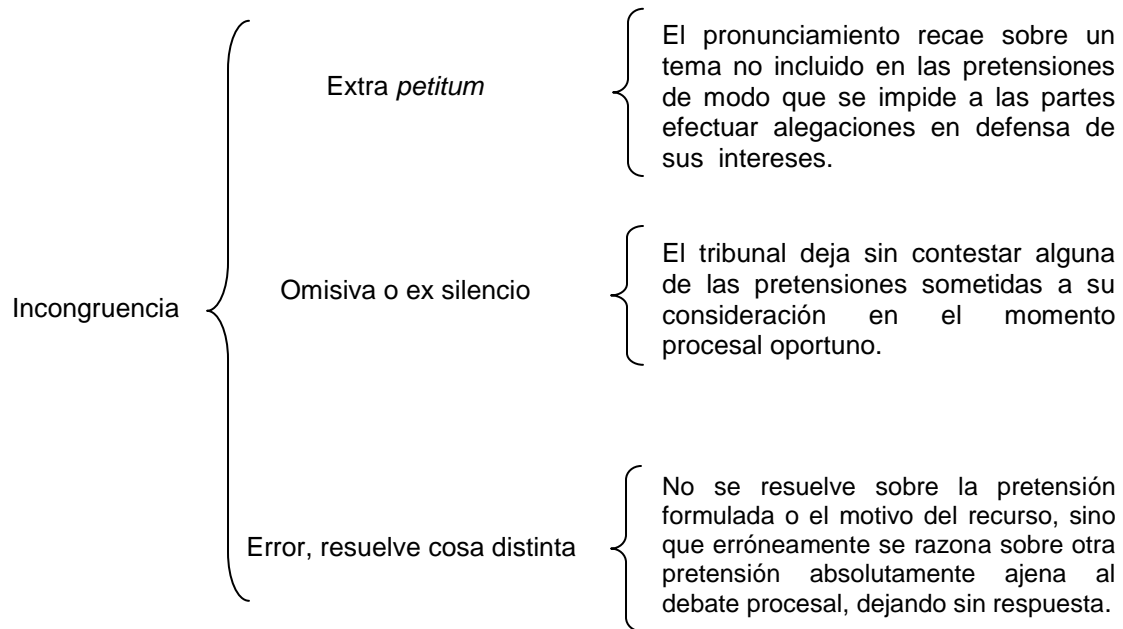 Incongruencia
Extra petitum
El pronunciamiento recae sobre un
tema no incluido en las pretensiones
de modo que se impide a las partes
efectuar alegaciones en defensa de
sus intereses.
Omisiva o ex silencio
El tribunal deja sin contestar alguna
de las pretensiones sometidas a su
consideración en el momento
procesal oportuno.
Error, resuelve cosa distinta
No se resuelve sobre la pretensión
formulada o el motivo del recurso, sino
que erróneamente se razona sobre otra
pretensión absolutamente ajena al
debate procesal, dejando sin respuesta.